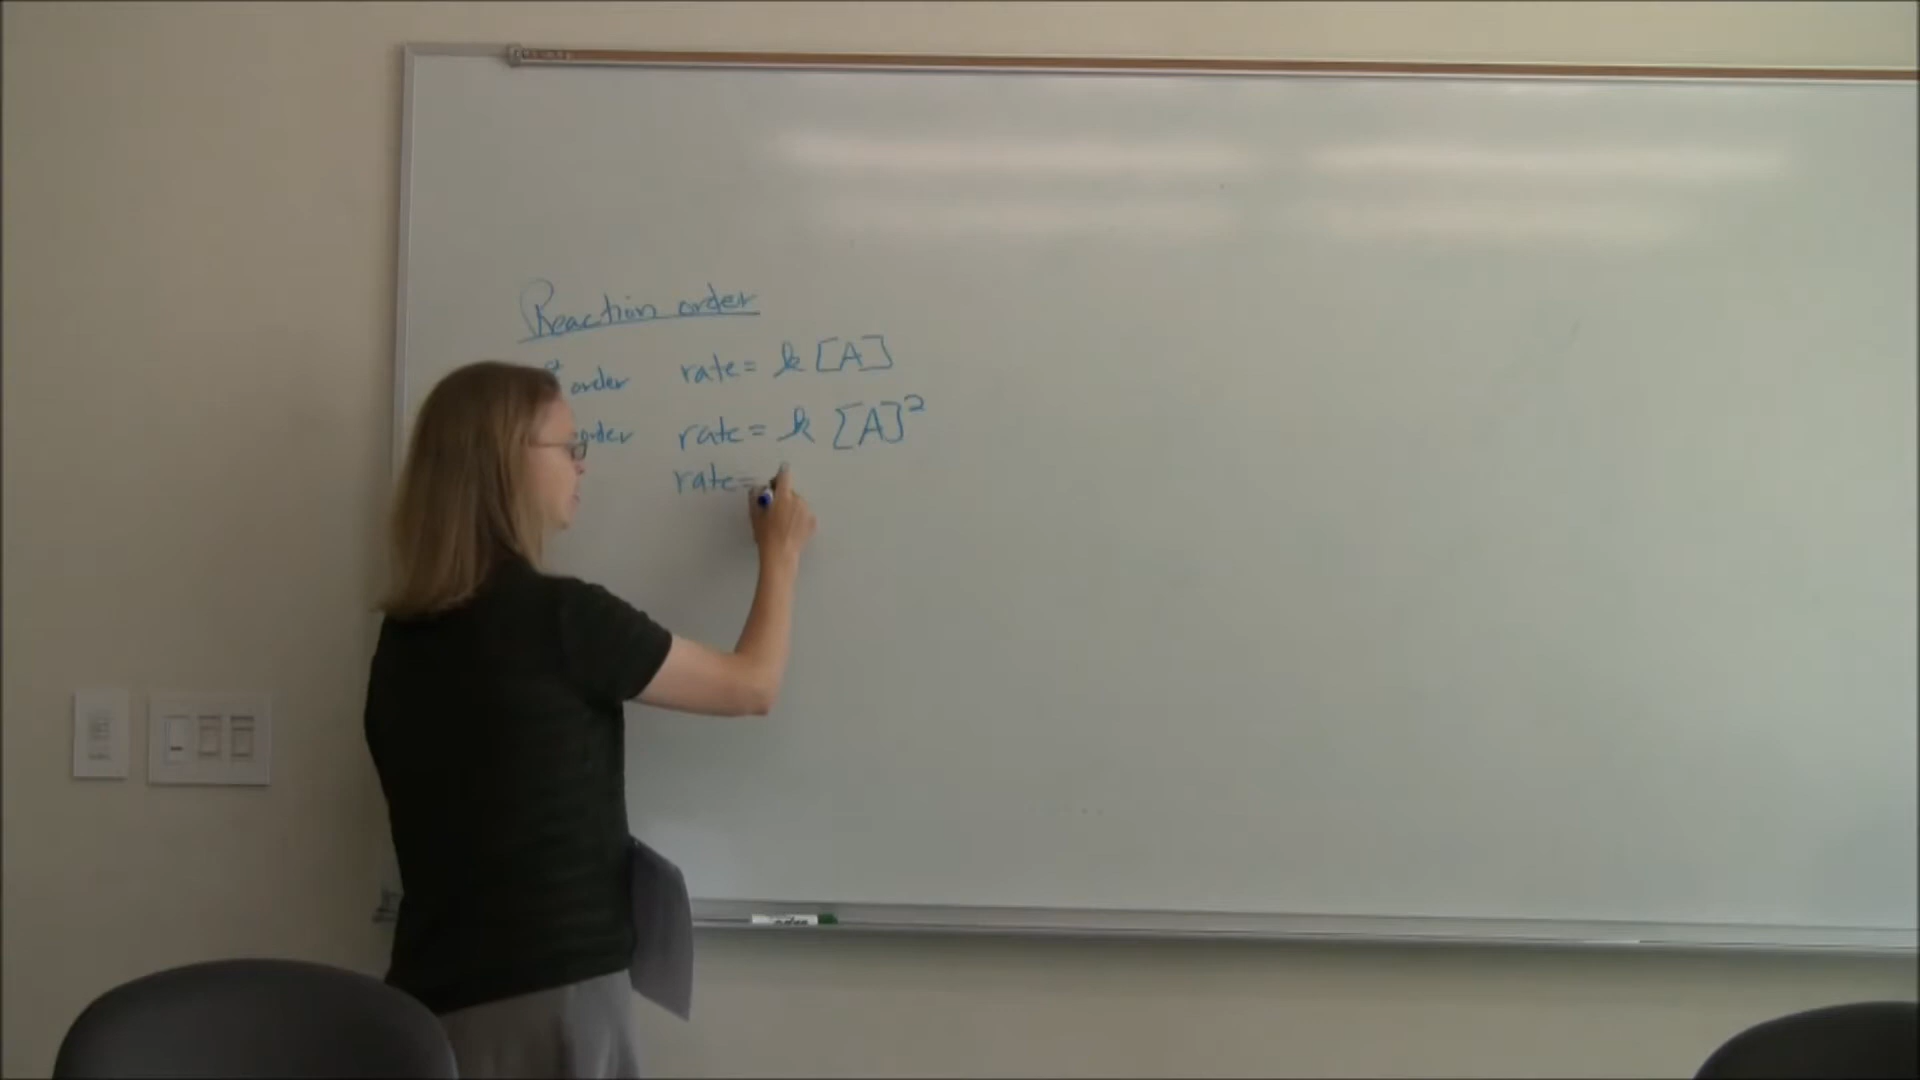 Reaction order
order rate = k [A]
order rate = k [A]²
rate =